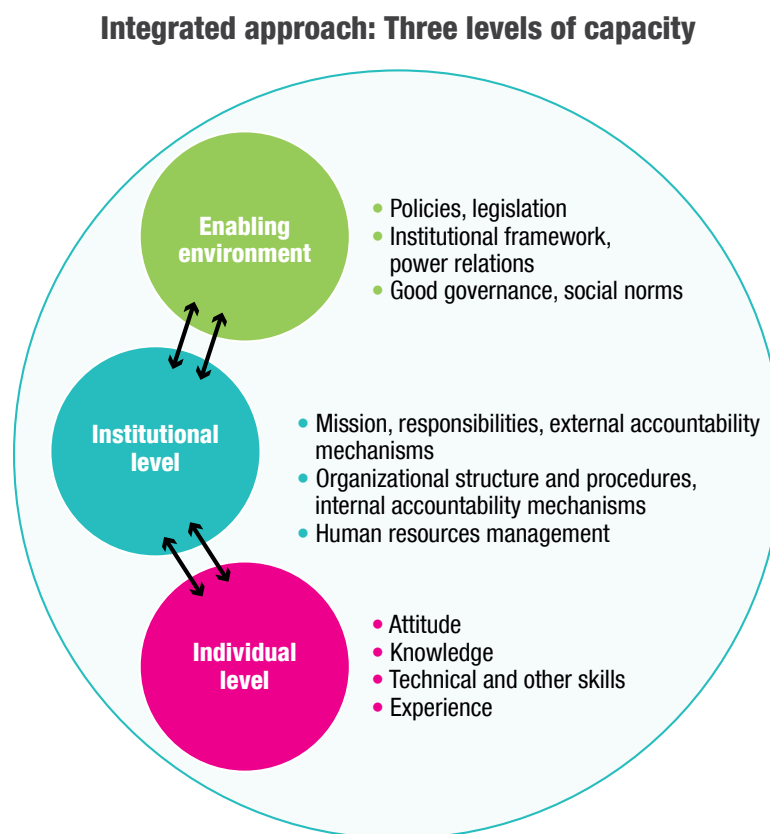 Integrated approach: Three levels of capacity
Enabling
environment
• Policies, legislation
• Institutional framework,
power relations
• Good governance, social norms
Institutional
level
• Mission, responsibilities, external accountability
mechanisms
• Organizational structure and procedures,
internal accountability mechanisms
• Human resources management
Individual
level
• Attitude
• Knowledge
• Technical and other skills
• Experience